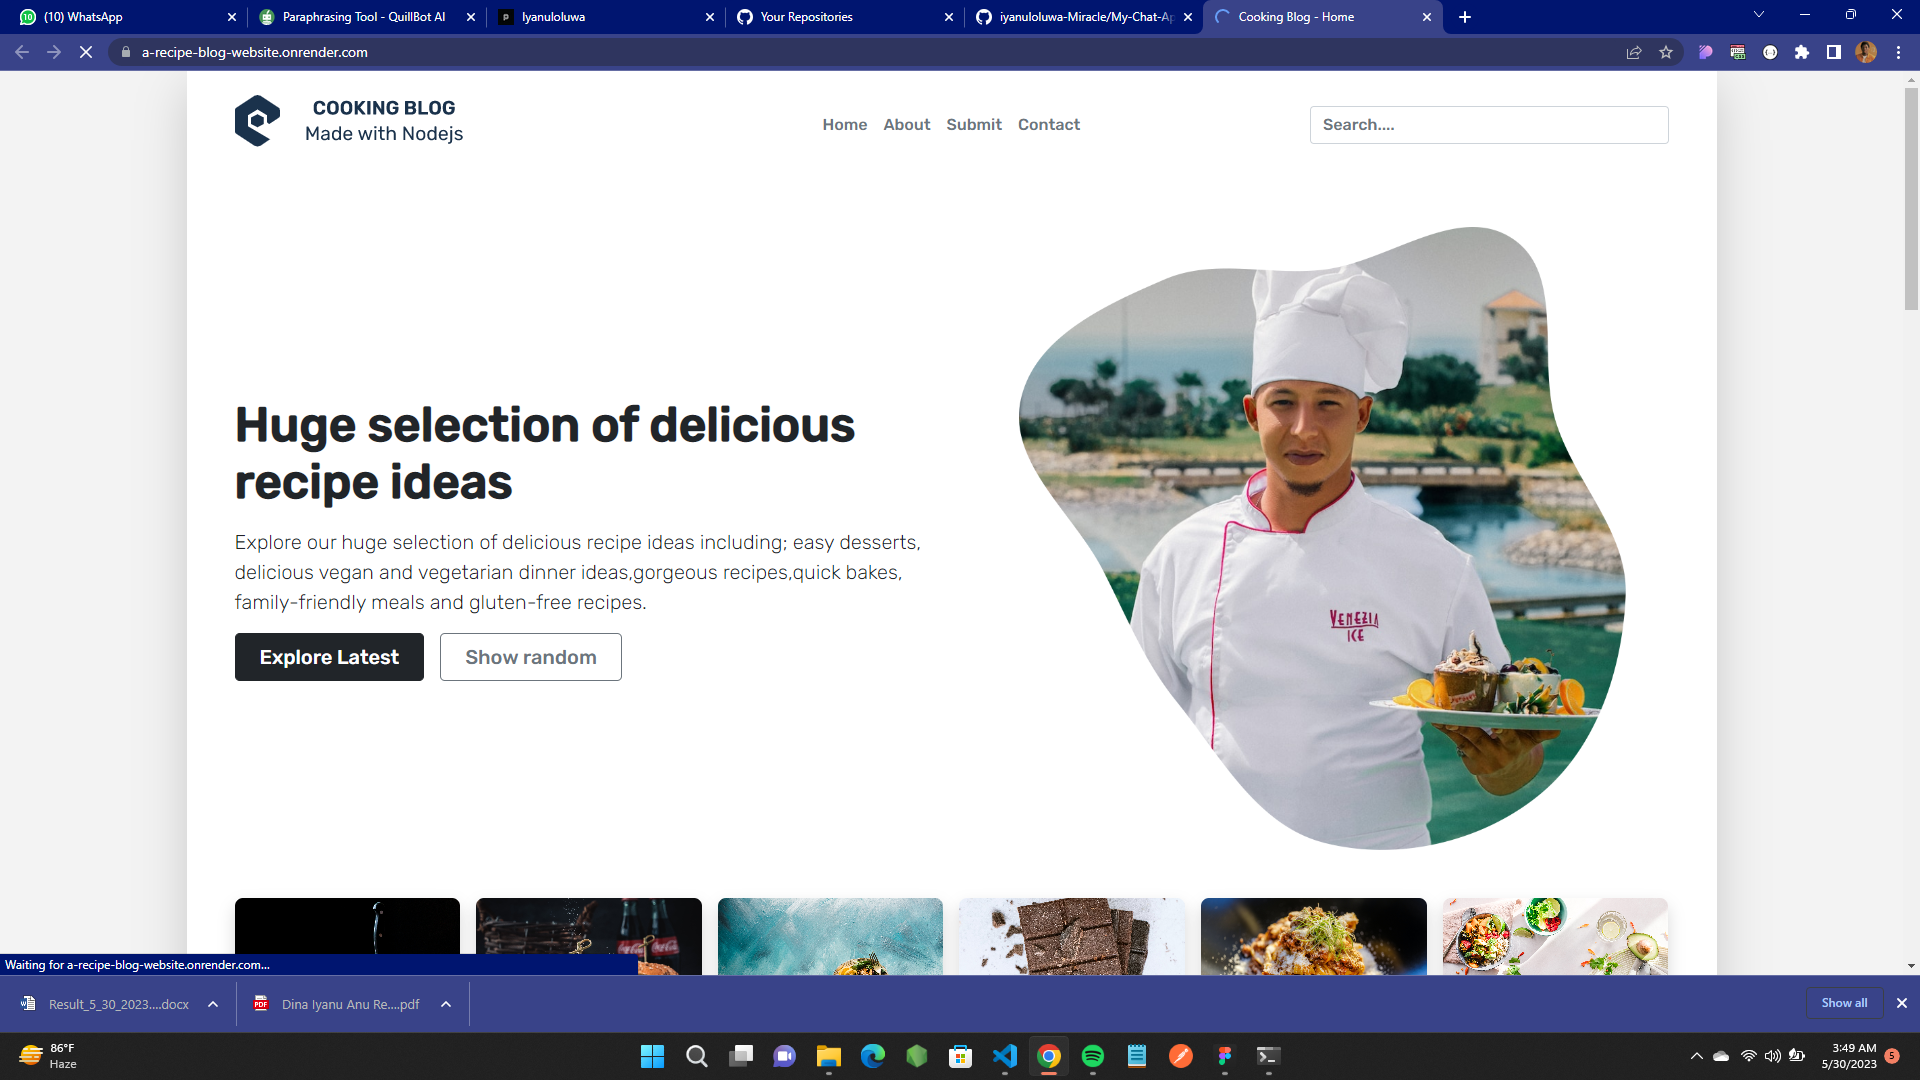 (10) WhatsApp
Paraphrasing Tool - QuillBot AI
Iyanuloluwa
Your Repositories
iyanuloluwa-Miracle/My-Chat-Ap
Cooking Blog - Home
a-recipe-blog-website.onrender.com
COOKING BLOG
Made with Nodejs
Home About Submit Contact
Search....
Huge selection of delicious
recipe ideas
Explore our huge selection of delicious recipe ideas including; easy desserts,
delicious vegan and vegetarian dinner ideas,gorgeous recipes,quick bakes,
family-friendly meals and gluten-free recipes.
Explore Latest
Show random
VENEZIA
ICE
Coca-Cola
Waiting for a-recipe-blog-website.onrender.com...
Result_5_30_2023....docx
PDF
Dina Iyanu Anu Re....pdf
Show all
86°F
Haze
3:49 AM
5/30/2023
5